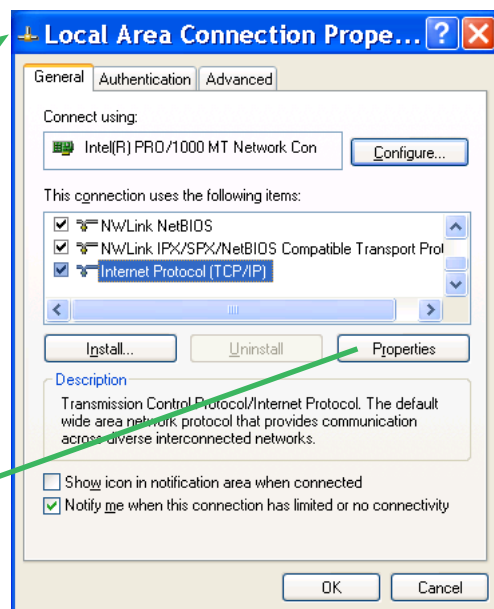 Local Area Connection Prope... ?
General Authentication Advanced
Connect using:
Intel(R) PRO/1000 MT Network Con Configure...
This connection uses the following items:
NWLink NetBIOS
NWLink IPX/SPX/NetBIOS Compatible Transport Prot
Internet Protocol (TCP/IP)
Install... Uninstall Properties
Description
Transmission Control Protocol/Internet Protocol. The default
wide area network protocol that provides communication
across diverse interconnected networks.
Show icon in notification area when connected
Notify me when this connection has limited or no connectivity
OK Cancel